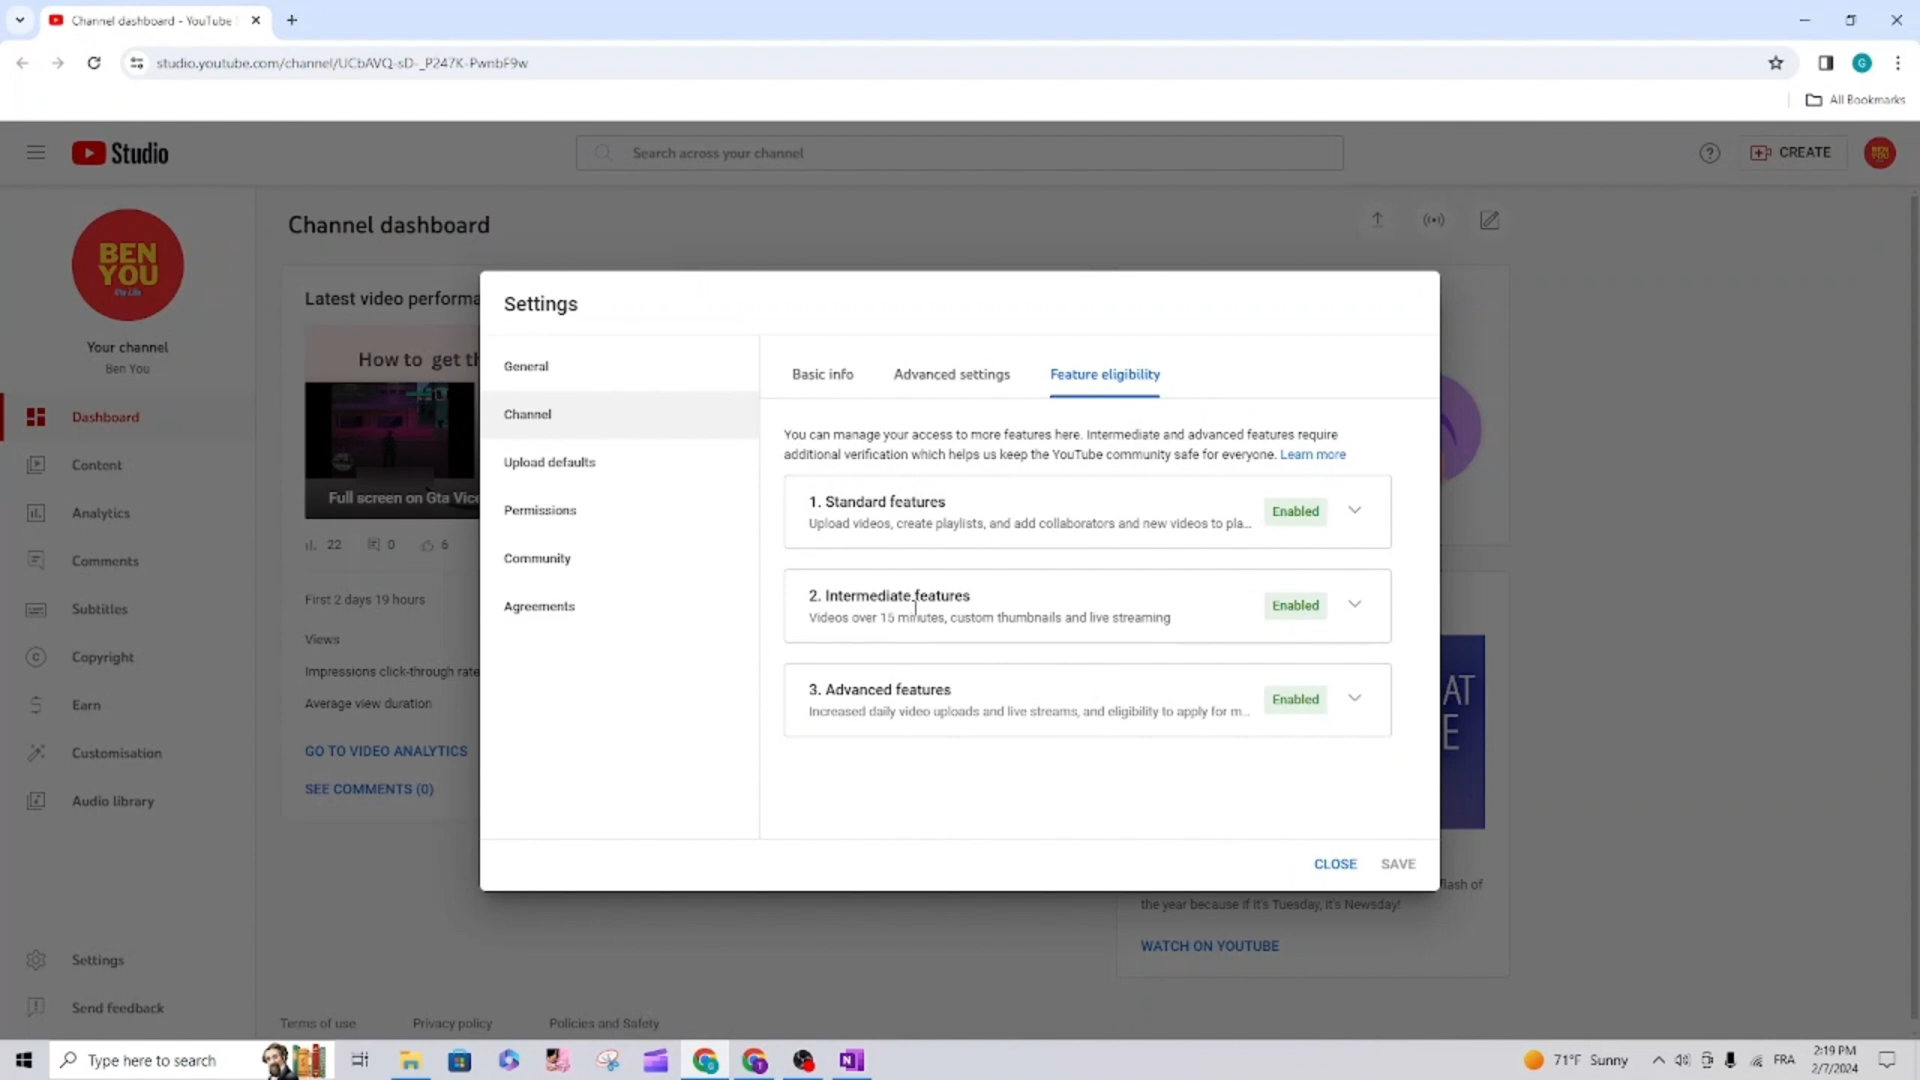 Channel dashboard - YouTube
studio.youtube.com/channel/UCbAVQ-sD-_P247K-PwnbF9w
G
All Bookmarks
Studio
Search across your channel
CREATE
BEN
YOU
BEN
YOU
Gta Life
Your channel
Ben You
Dashboard
Content
Analytics
Comments
Subtitles
Copyright
Earn
Customisation
Audio library
Settings
Send feedback
Channel dashboard
Latest video performa
How to get th
Full screen on Gta Vice
22
0
6
First 2 days 19 hours
Views
Impressions click-through rate
Average view duration
GO TO VIDEO ANALYTICS
SEE COMMENTS (0)
Settings
General
Channel
Upload defaults
Permissions
Community
Agreements
Basic info
Advanced settings
Feature eligibility
You can manage your access to more features here. Intermediate and advanced features require
additional verification which helps us keep the YouTube community safe for everyone. Learn more
1. Standard features
Upload videos, create playlists, and add collaborators and new videos to pla...
Enabled
2. Intermediate features
Videos over 15 minutes, custom thumbnails and live streaming
Enabled
3. Advanced features
Increased daily video uploads and live streams, and eligibility to apply for m...
Enabled
CLOSE
SAVE
AT
E
flash of
the year because if it's Tuesday, it's Newsday!
WATCH ON YOUTUBE
Terms of use
Privacy policy
Policies and Safety
Type here to search
71°F Sunny
FRA
2:19 PM
2/7/2024